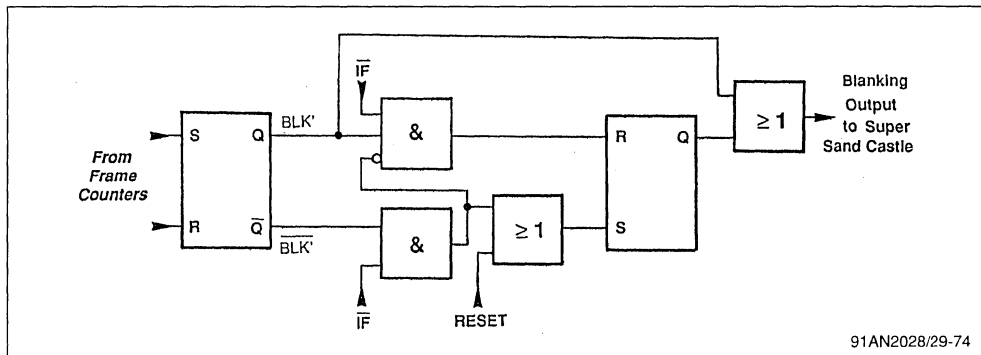 IF
Blanking
Output
to Super
Sand Castle
≥ 1
From
Frame
Counters
S
Q
BLK'
&
R
Q
R
Q̅
BLK'
&
≥ 1
S
IF
RESET
91AN2028/29-74